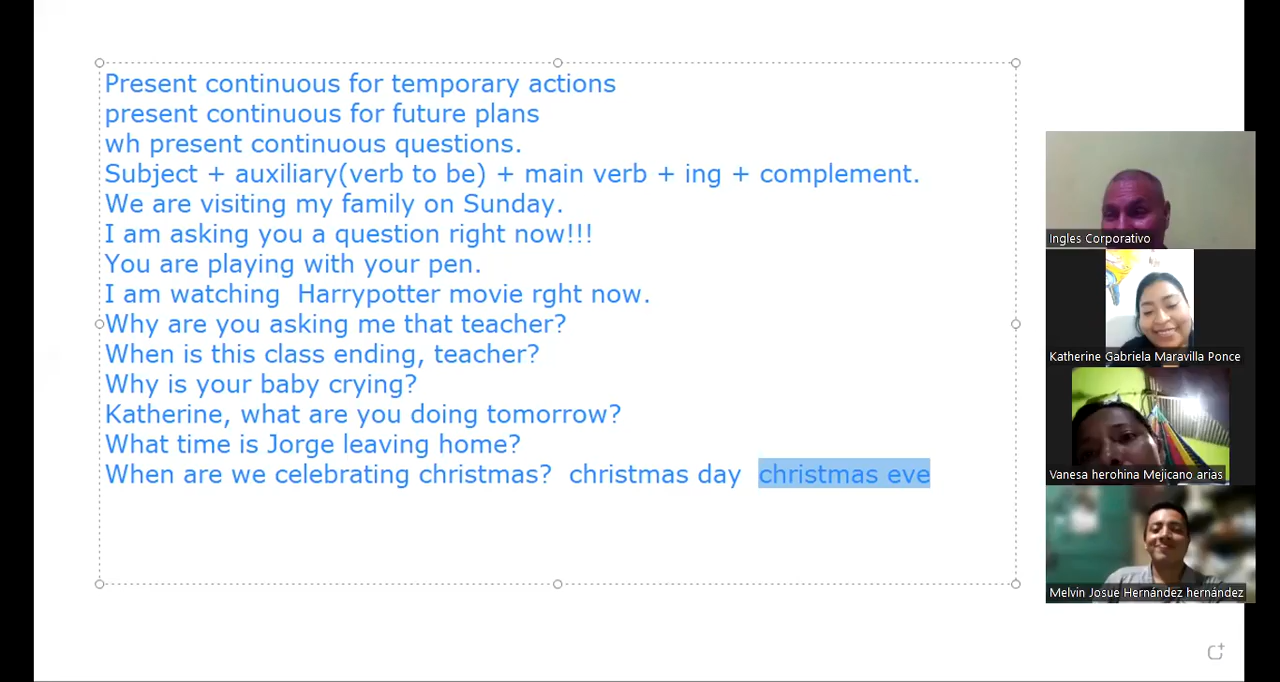 Present continuous for temporary actions
present continuous for future plans
wh present continuous questions.
Subject + auxiliary(verb to be) + main verb + ing + complement.
We are visiting my family on Sunday.
I am asking you a question right now!!!
You are playing with your pen.
I am watching  Harrypotter movie rght now.
Why are you asking me that teacher?
When is this class ending, teacher?
Why is your baby crying?
Katherine, what are you doing tomorrow?
What time is Jorge leaving home?
When are we celebrating christmas?  christmas day  christmas eve
Ingles Corporativo
Katherine Gabriela Maravilla Ponce
Vanesa herohina Mejicano arias
Melvin Josue Hernández hernández